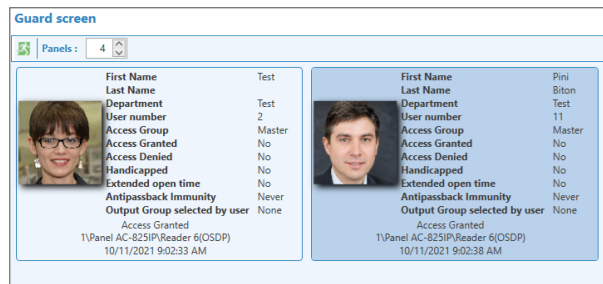 Guard screen
Panels : 4
First Name Test
Last Name
Department Test
User number 2
Access Group Master
Access Granted No
Access Denied No
Handicapped No
Extended open time No
Antipassback Immunity Never
Output Group selected by user None
Access Granted
1\Panel AC-825IP\Reader 6(OSDP)
10/11/2021 9:02:33 AM
First Name Pini
Last Name Biton
Department Test
User number 11
Access Group Master
Access Granted No
Access Denied No
Handicapped No
Extended open time No
Antipassback Immunity Never
Output Group selected by user None
Access Granted
1\Panel AC-825IP\Reader 6(OSDP)
10/11/2021 9:02:38 AM